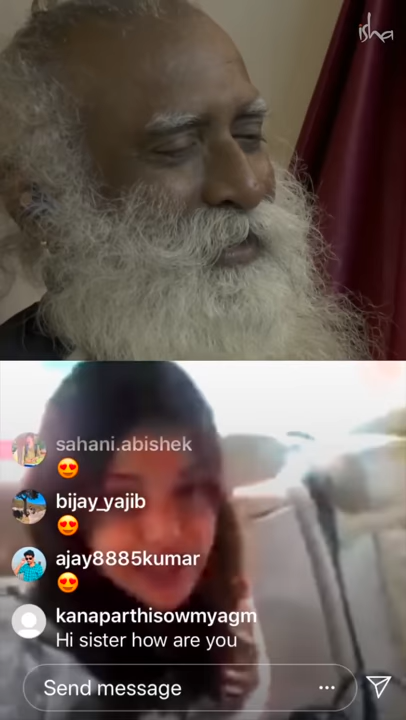 isha
sahani.abishek
😍
bijay_yajib
😍
ajay8885kumar
😍
kanaparthisowmyagm
Hi sister how are you
Send message